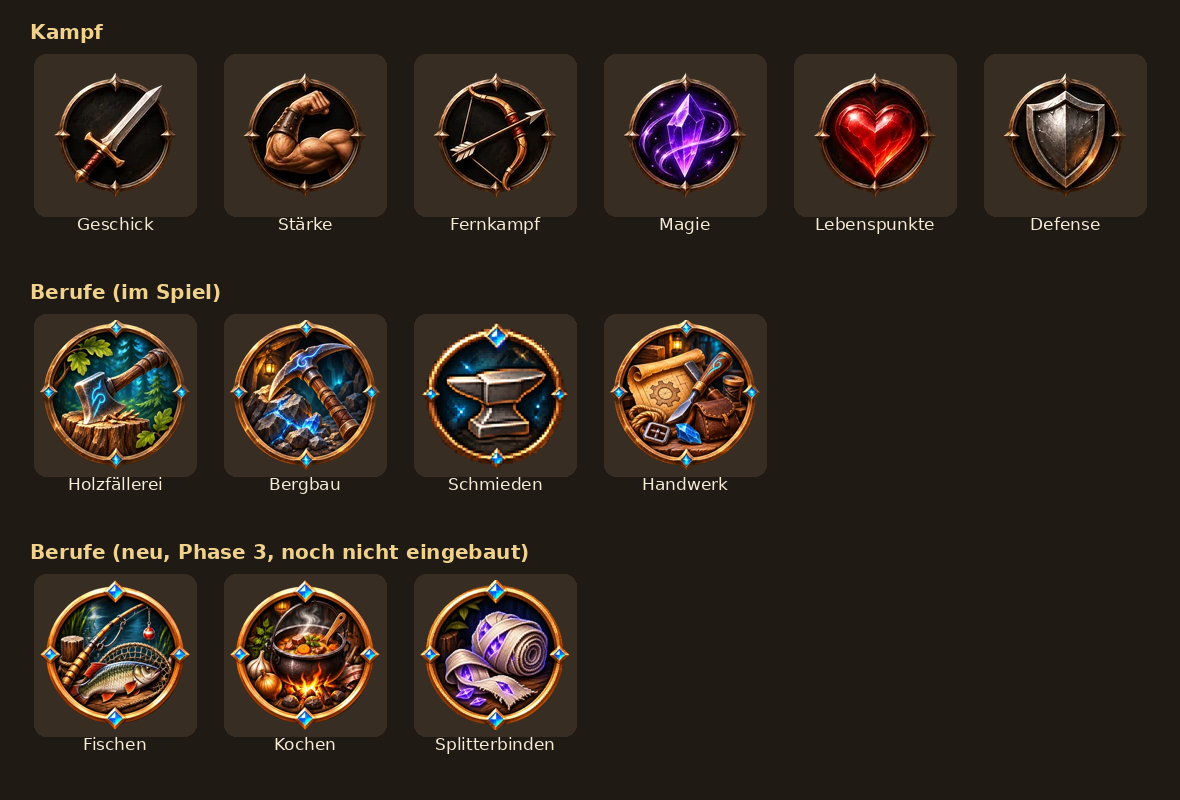 Kampf
Geschick Stärke Fernkampf Magie Lebenspunkte Defense
Berufe (im Spiel)
Holzfällerei Bergbau Schmieden Handwerk
Berufe (neu, Phase 3, noch nicht eingebaut)
Fischen Kochen Splitterbinden